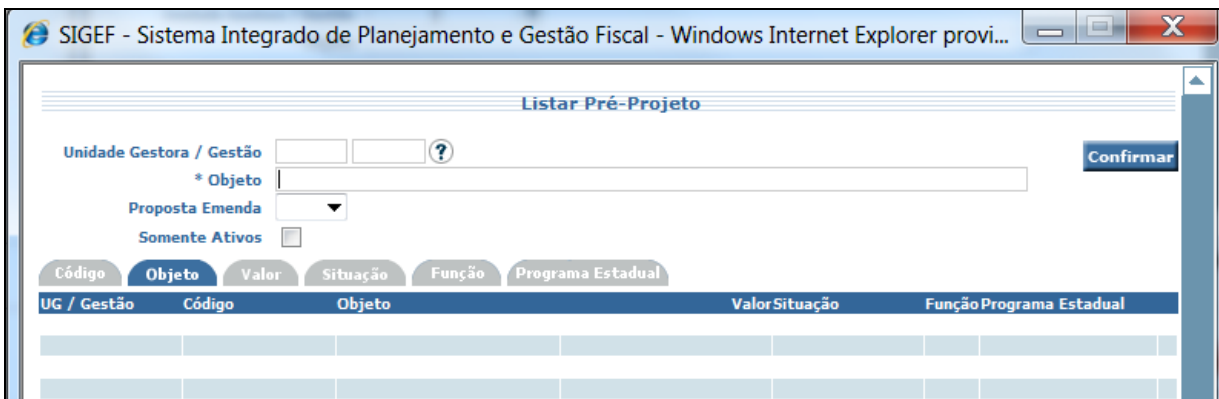 SIGEF - Sistema Integrado de Planejamento e Gestão Fiscal - Windows Internet Explorer provi...
Listar Pré-Projeto
Unidade Gestora / Gestão ?
Confirmar
* Objeto
Proposta Emenda
Somente Ativos
Código Objeto Valor Situação Função Programa Estadual
UG / Gestão Código Objeto Valor Situação Função Programa Estadual